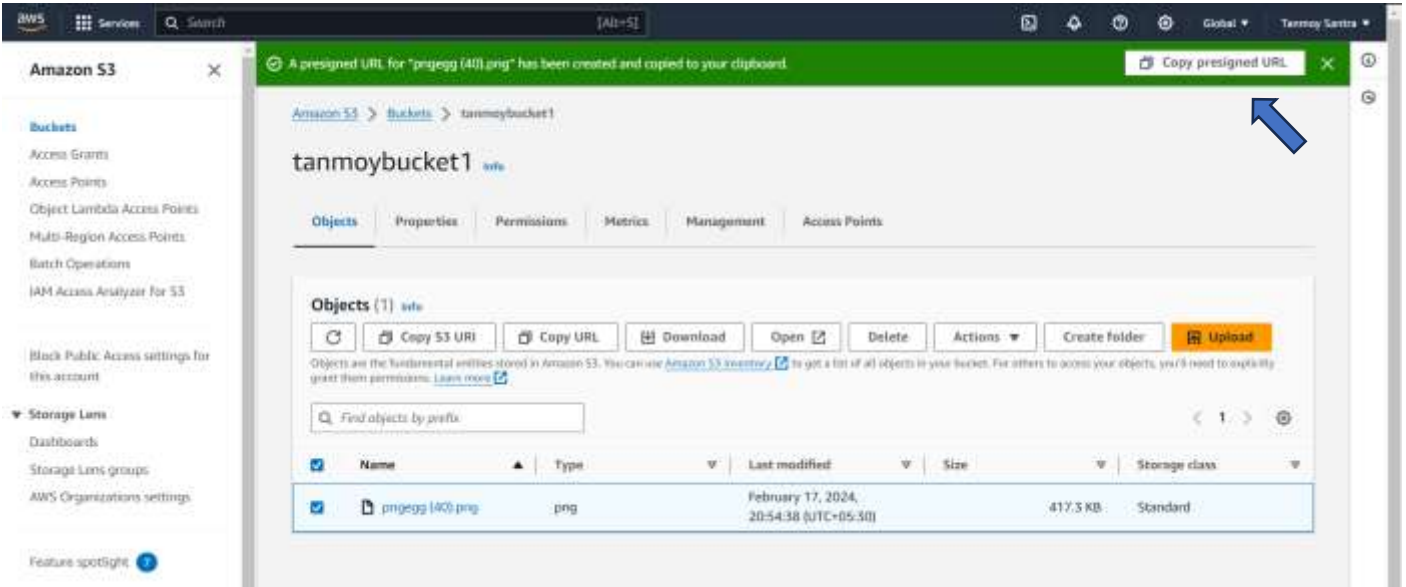 aws Services Search [Alt+S] Global Tanmoy Santra
Amazon S3
A presigned URL for "pngegg (40).png" has been created and copied to your clipboard.
Copy presigned URL
Buckets
Access Grants
Access Points
Object Lambda Access Points
Multi-Region Access Points
Batch Operations
IAM Access Analyzer for S3
Block Public Access settings for
this account
Storage Lens
Dashboards
Storage Lens groups
AWS Organizations settings
Feature spotlight 7
Amazon S3 > Buckets > tanmoybucket1
tanmoybucket1 Info
Objects Properties Permissions Metrics Management Access Points
Objects (1) Info
Copy S3 URI Copy URL Download Open Delete Actions Create folder Upload
Objects are the fundamental entities stored in Amazon S3. You can use Amazon S3 inventory to get a list of all objects in your bucket. For others to access your objects, you'll need to explicitly
grant them permissions. Learn more
Find objects by prefix
< 1 >
Name Type Last modified Size Storage class
pngegg (40).png png February 17, 2024, 417.3 KB Standard
20:54:38 (UTC+05:30)